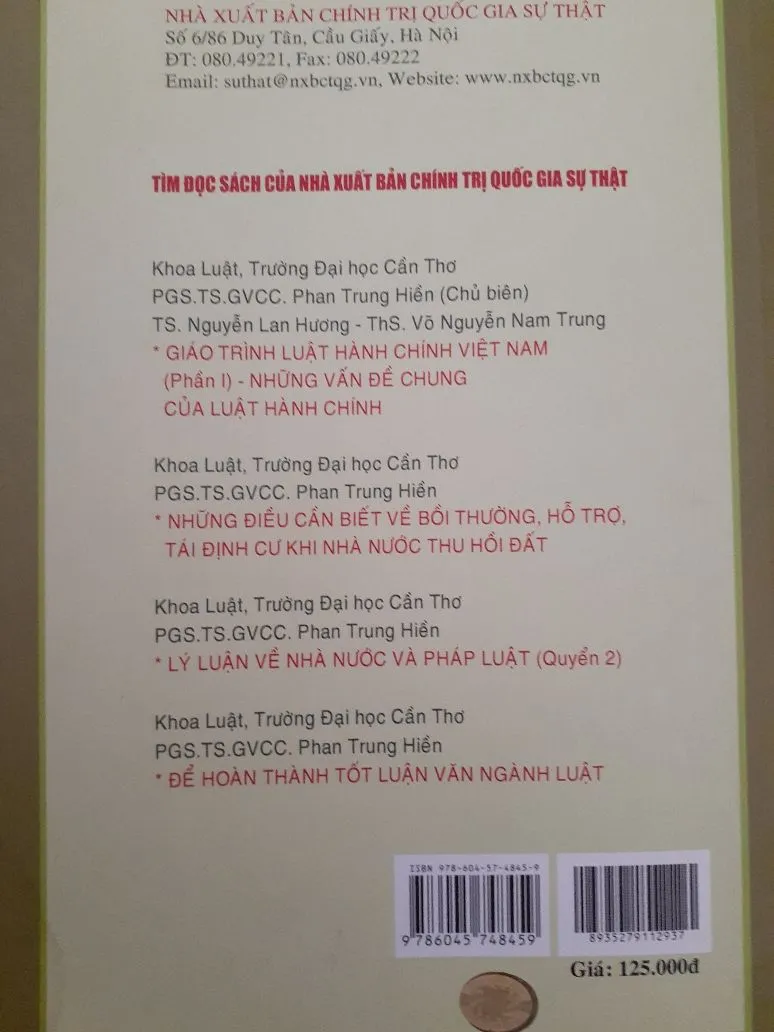 NHÀ XUẤT BẢN CHÍNH TRỊ QUỐC GIA SỰ THẬT
Số 6/86 Duy Tân, Cầu Giấy, Hà Nội
ĐT: 080.49221, Fax: 080.49222
Email: suthat@nxbctqg.vn, Website: www.nxbctqg.vn
TÌM ĐỌC SÁCH CỦA NHÀ XUẤT BẢN CHÍNH TRỊ QUỐC GIA SỰ THẬT
Khoa Luật, Trường Đại học Cần Thơ
PGS.TS.GVCC. Phan Trung Hiền (Chủ biên)
TS. Nguyễn Lan Hương - ThS. Võ Nguyễn Nam Trung
* GIÁO TRÌNH LUẬT HÀNH CHÍNH VIỆT NAM
(Phần I) - NHỮNG VẤN ĐỀ CHUNG
CỦA LUẬT HÀNH CHÍNH
Khoa Luật, Trường Đại học Cần Thơ
PGS.TS.GVCC. Phan Trung Hiền
* NHỮNG ĐIỀU CẦN BIẾT VỀ BỒI THƯỜNG, HỖ TRỢ,
TÁI ĐỊNH CƯ KHI NHÀ NƯỚC THU HỒI ĐẤT
Khoa Luật, Trường Đại học Cần Thơ
PGS.TS.GVCC. Phan Trung Hiền
* LÝ LUẬN VỀ NHÀ NƯỚC VÀ PHÁP LUẬT (Quyển 2)
Khoa Luật, Trường Đại học Cần Thơ
PGS.TS.GVCC. Phan Trung Hiền
* ĐỂ HOÀN THÀNH TỐT LUẬN VĂN NGÀNH LUẬT
ISBN 978-604-57-4845-9
9 786045 748459
8935279112937
Giá: 125.000đ